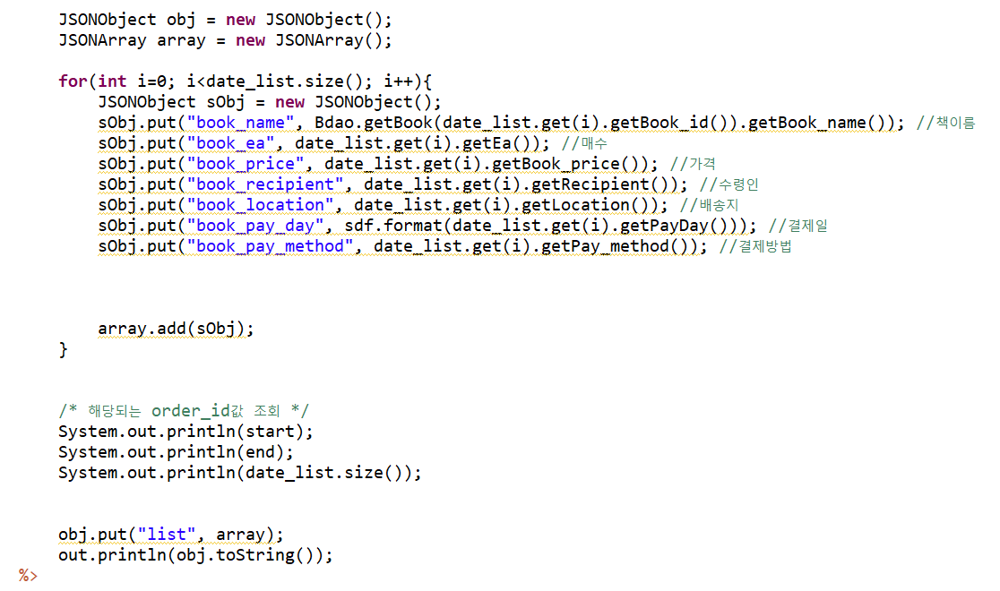 JSONObject obj = new JSONObject();
JSONArray array = new JSONArray();
for(int i=0; i<date_list.size(); i++){
JSONObject sObj = new JSONObject();
sObj.put("book_name", Bdao.getBook(date_list.get(i).getBook_id()).getBook_name()); //책이름
sObj.put("book_ea", date_list.get(i).getEa()); //매수
sObj.put("book_price", date_list.get(i).getBook_price()); //가격
sObj.put("book_recipient", date_list.get(i).getRecipient()); //수령인
sObj.put("book_location", date_list.get(i).getLocation()); //배송지
sObj.put("book_pay_day", sdf.format(date_list.get(i).getPayDay())); //결제일
sObj.put("book_pay_method", date_list.get(i).getPay_method()); //결제방법
array.add(sObj);
}
/* 해당되는 order_id값 조회 */
System.out.println(start);
System.out.println(end);
System.out.println(date_list.size());
obj.put("list", array);
out.println(obj.toString());
%>